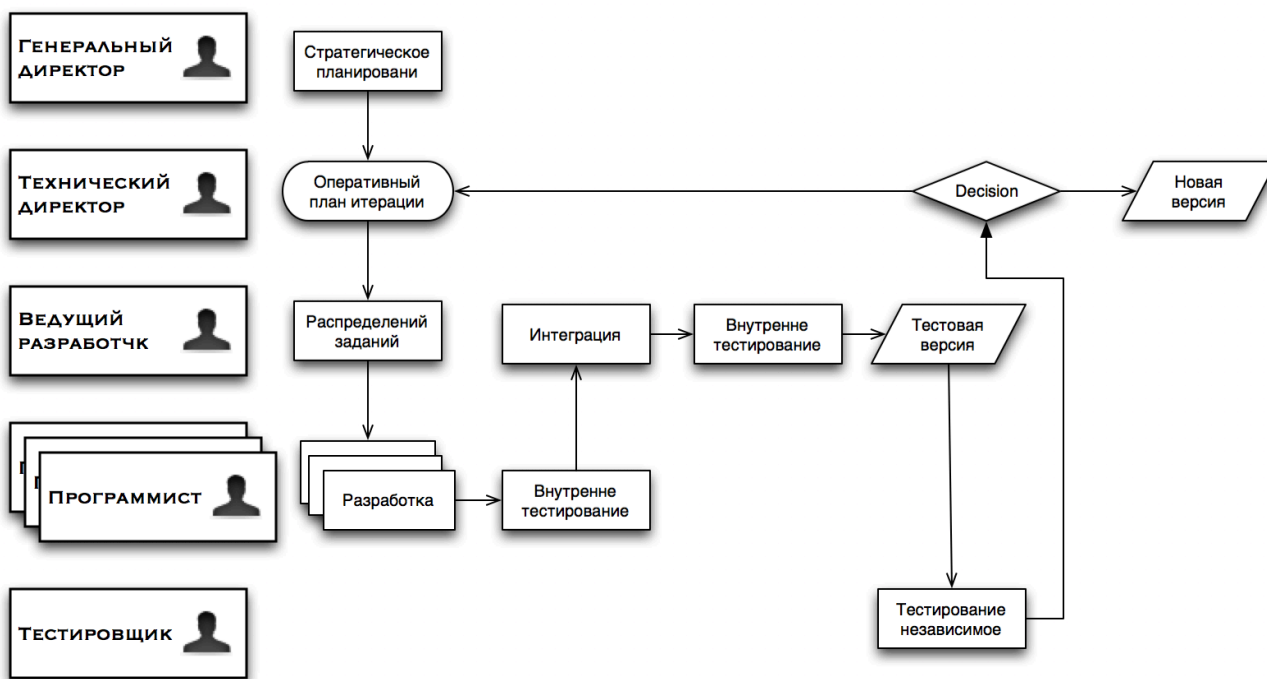 Генеральный
директор
Стратегическое
планировани
Технический
директор
Оперативный
план итерации
Decision
Новая
версия
Ведущий
разработчк
Распределений
заданий
Интеграция
Внутренне
тестирование
Тестовая
версия
Программист
Разработка
Внутренне
тестирование
Тестировщик
Тестирование
независимое